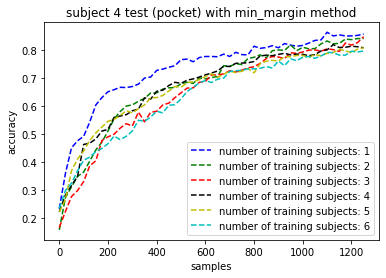 subject 4 test (pocket) with min_margin method
accuracy
0.8
0.7
0.6
0.5
0.4
0.3
0.2
number of training subjects: 1
number of training subjects: 2
number of training subjects: 3
number of training subjects: 4
number of training subjects: 5
number of training subjects: 6
0 200 400 600 800 1000 1200
samples